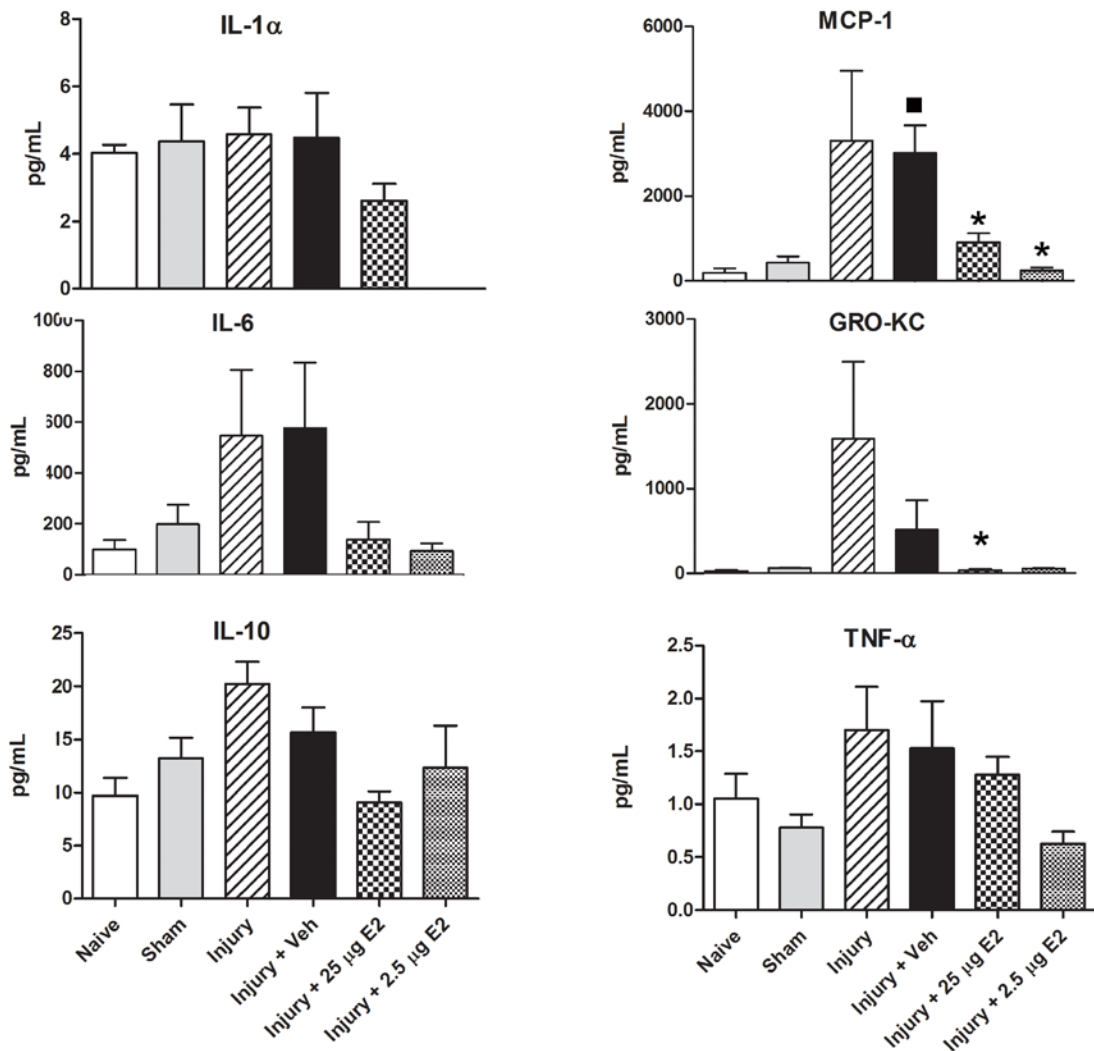 IL-1α
8
6
4
2
0
pg/mL
MCP-1
6000
4000
2000
0
pg/mL
■
*
*
IL-6
1000
800
600
400
200
0
pg/mL
GRO-KC
3000
2000
1000
0
pg/mL
*
IL-10
25
20
15
10
5
0
pg/mL
Naive
Sham
Injury
Injury + Veh
Injury + 25 μg E2
Injury + 2.5 μg E2
TNF-α
2.5
2.0
1.5
1.0
0.5
0.0
pg/mL
Naive
Sham
Injury
Injury + Veh
Injury + 25 μg E2
Injury + 2.5 μg E2